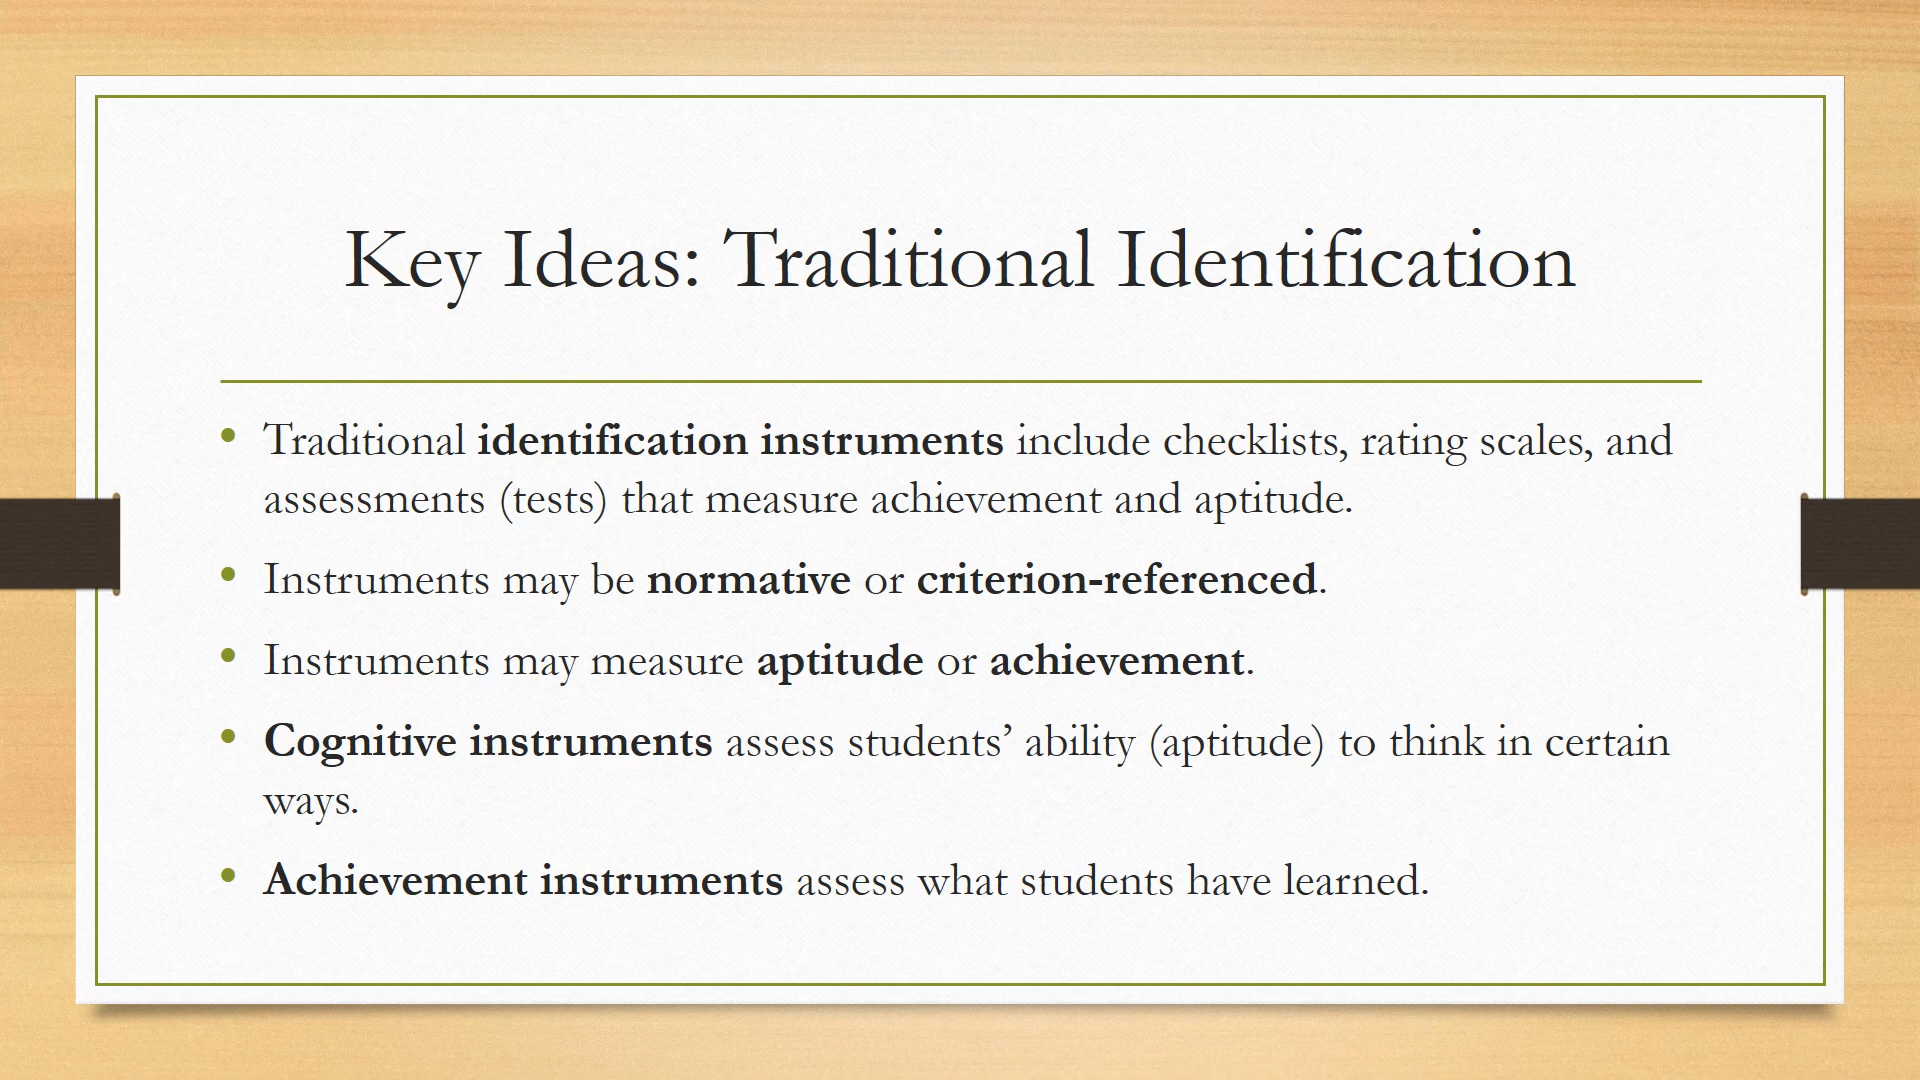 Key Ideas: Traditional Identification
• Traditional identification instruments include checklists, rating scales, and
assessments (tests) that measure achievement and aptitude.
• Instruments may be normative or criterion-referenced.
• Instruments may measure aptitude or achievement.
• Cognitive instruments assess students’ ability (aptitude) to think in certain
ways.
• Achievement instruments assess what students have learned.